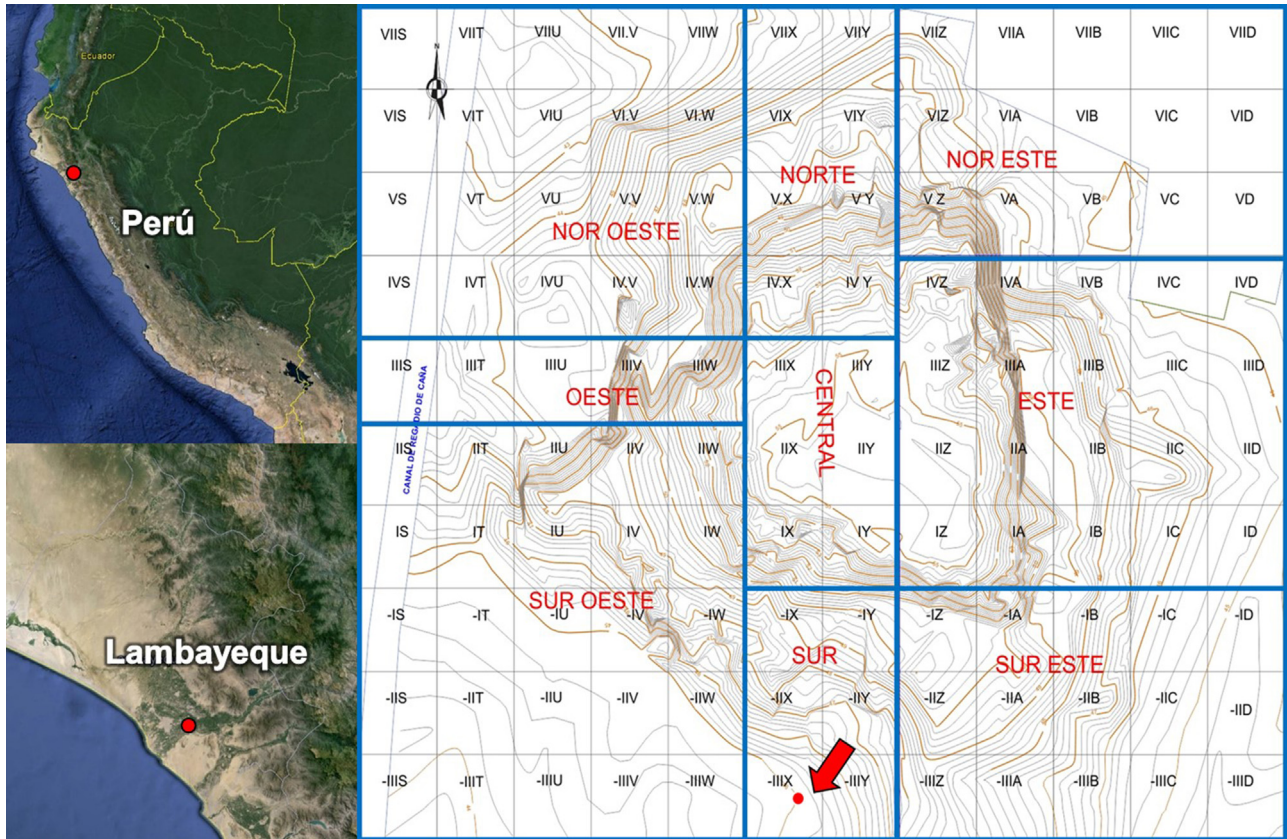 Ecuador
Perú
Lambayeque
N
VIIS VIIT VIIU VII.V VIIW VIIX VIIY VIIZ VIIA VIIB VIIC VIID
VIS VIT VIU VI.V VI.W VIX VIY VIZ VIA VIB VIC VID
NORTE NOR ESTE
VS VT VU V.V V.W V.X V Y V Z VA VB VC VD
NOR OESTE
IVS IVT IVU IV.V IV.W IV.X IV Y IVZ IVA IVB IVC IVD
IIIS IIIT IIIU IIIV IIIW IIIX IIIY IIIZ IIIA IIIB IIIC IIID
OESTE CENTRAL ESTE
CANAL DE REGADIO DE CAÑA
IIS IIT IIU IIV IIW IIX IIY IIZ IIA IIB IIC IID
IS IT IU IV IW IX IY IZ IA IB IC ID
SUR OESTE
-IS -IT -IU -IV -IW -IX -IY -IZ -IA -IB -IC -ID
SUR SUR ESTE
-IIS -IIT -IIU -IIV -IIW -IIX -IIY -IIZ -IIA -IIB -IIC -IID
-IIIS -IIIT -IIIU -IIIV -IIIW -IIIX -IIIY -IIIZ -IIIA -IIIB -IIIC -IIID